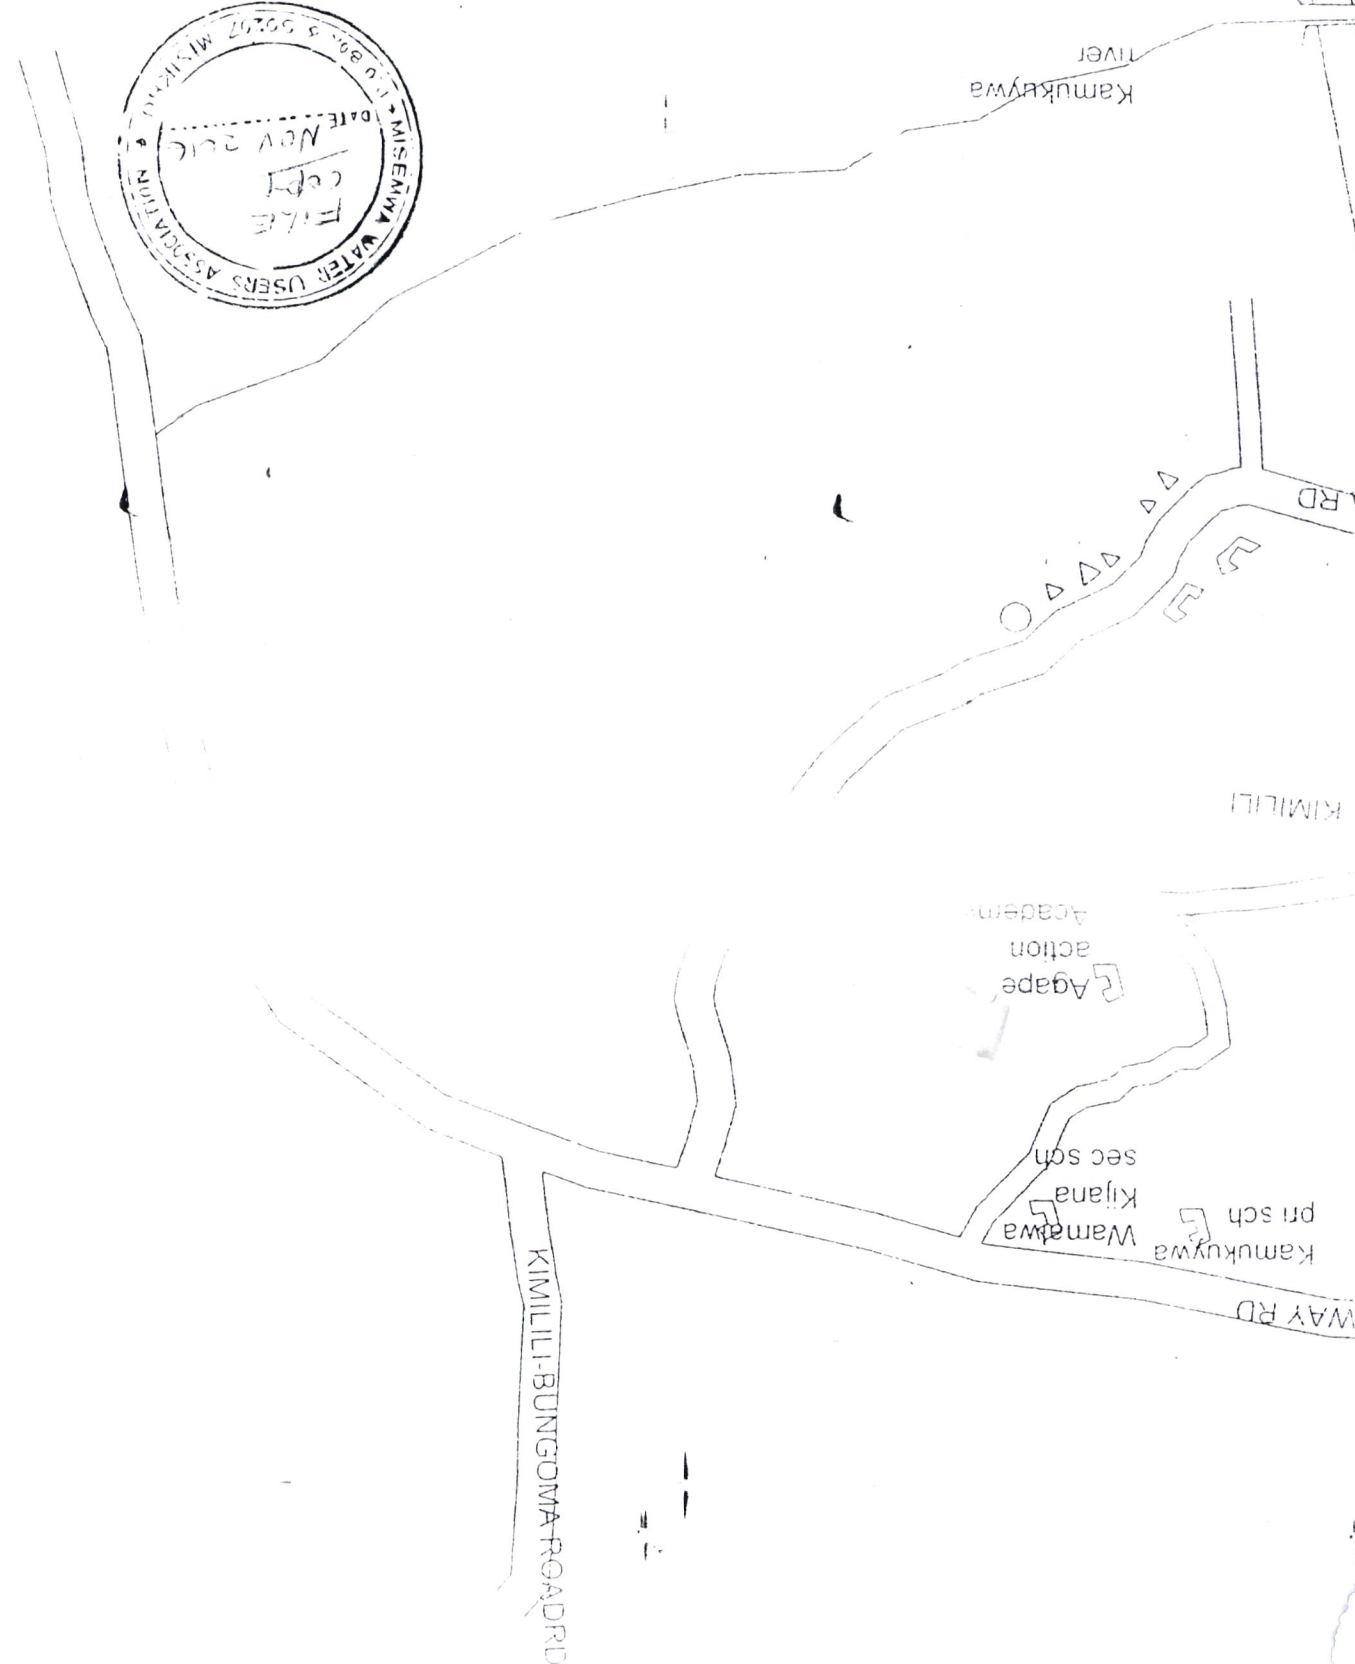 MISEMWA WATER USERS ASSOCIATION
DATE
FILE
COPY
NOV 2010
Kamukuywa
river
RD
KIMILILI
Agape
action
Academy
Wamalwa
Kijana
sec sch
Kamukuywa
pri sch
WAY RD
KIMILILI-BUNGOMA ROADRD